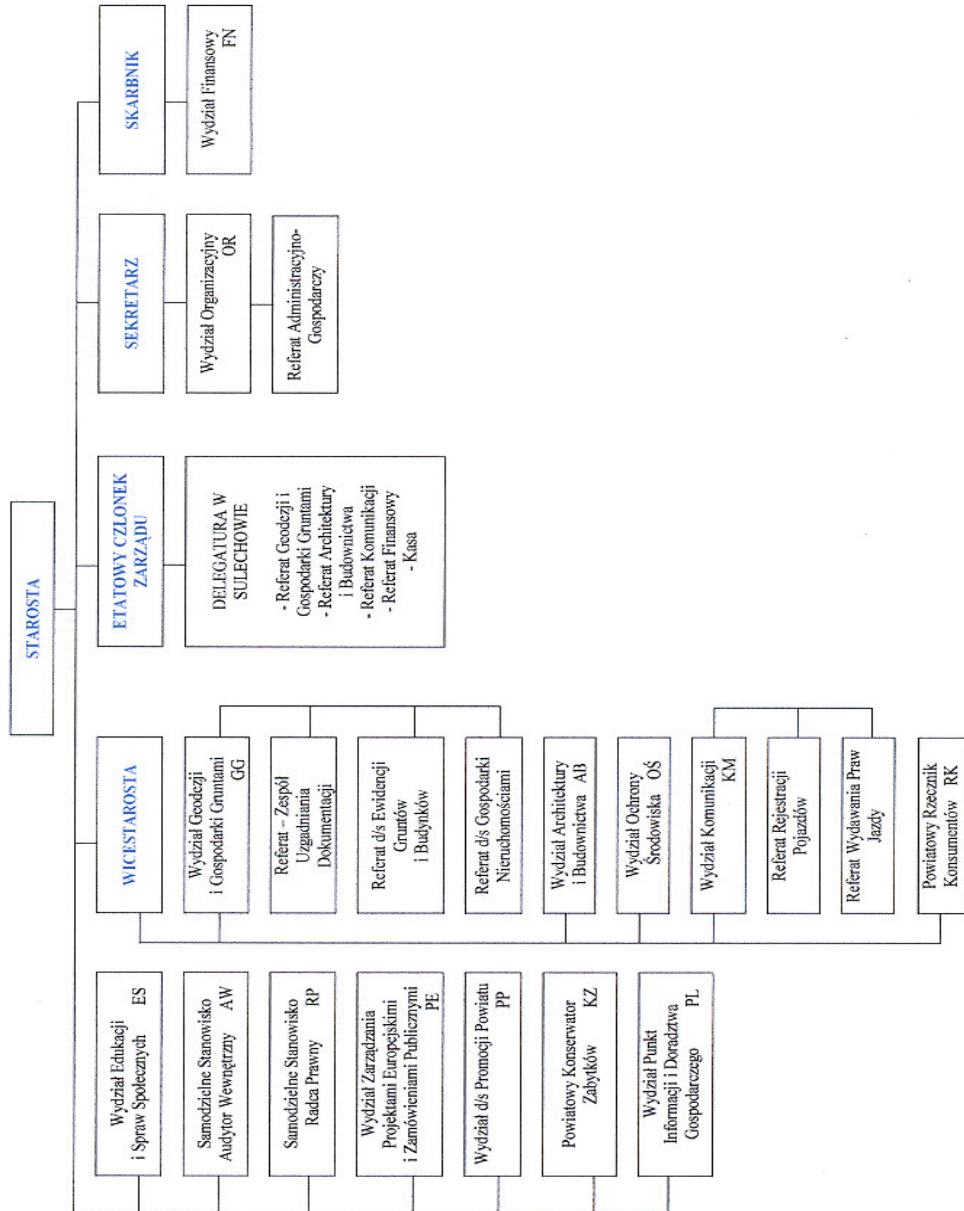 STAROSTA
WICESTAROSTA
ETATOWY CZŁONEK
ZARZĄDU
SEKRETARZ
SKARBNIK
Wydział Edukacji
i Spraw Społecznych ES
Samodzielne Stanowisko
Audytor Wewnętrzny AW
Samodzielne Stanowisko
Radca Prawny RP
Wydział Zarządzania
Projektami Europejskimi
i Zamówieniami Publicznymi
PE
Wydział d/s Promocji Powiatu
PP
Powiatowy Konserwator
Zabytków KZ
Wydział Punkt
Informacji i Doradztwa
Gospodarczego PL
Wydział Geodezji
i Gospodarki Gruntami
GG
Referat – Zespół
Uzgadniania
Dokumentacji
Referat d/s Ewidencji
Gruntów
i Budynków
Referat d/s Gospodarki
Nieruchomościami
Wydział Architektury
i Budownictwa AB
Wydział Ochrony
Środowiska OŚ
Wydział Komunikacji
KM
Referat Rejestracji
Pojazdów
Referat Wydawania Praw
Jazdy
Powiatowy Rzecznik
Konsumentów RK
DELEGATURA W
SULECHOWIE
- Referat Geodezji i
Gospodarki Gruntami
- Referat Architektury
i Budownictwa
- Referat Komunikacji
- Referat Finansowy
- Kasa
Wydział Organizacyjny
OR
Referat Administracyjno-
Gospodarczy
Wydział Finansowy
FN